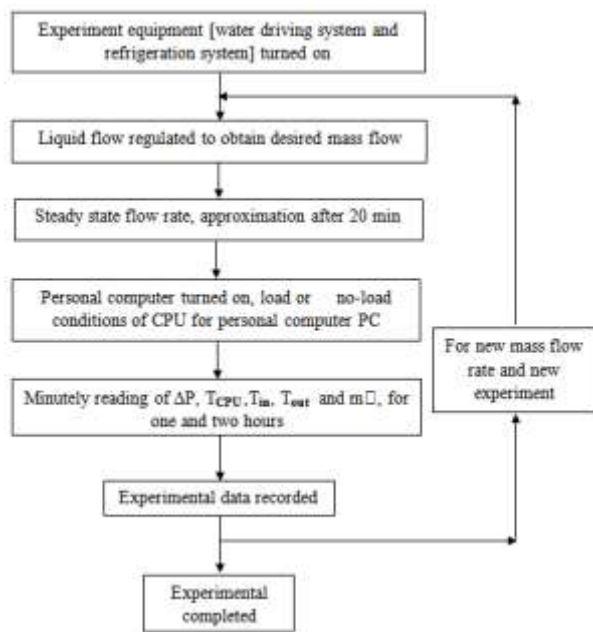 Experiment equipment [water driving system and
refrigeration system] turned on
Liquid flow regulated to obtain desired mass flow
Steady state flow rate, approximation after 20 min
Personal computer turned on, load or no-load
conditions of CPU for personal computer PC
For new mass flow
rate and new
experiment
Minutely reading of ΔP, TCPU,Tin, Tout and m□, for
one and two hours
Experimental data recorded
Experimental
completed